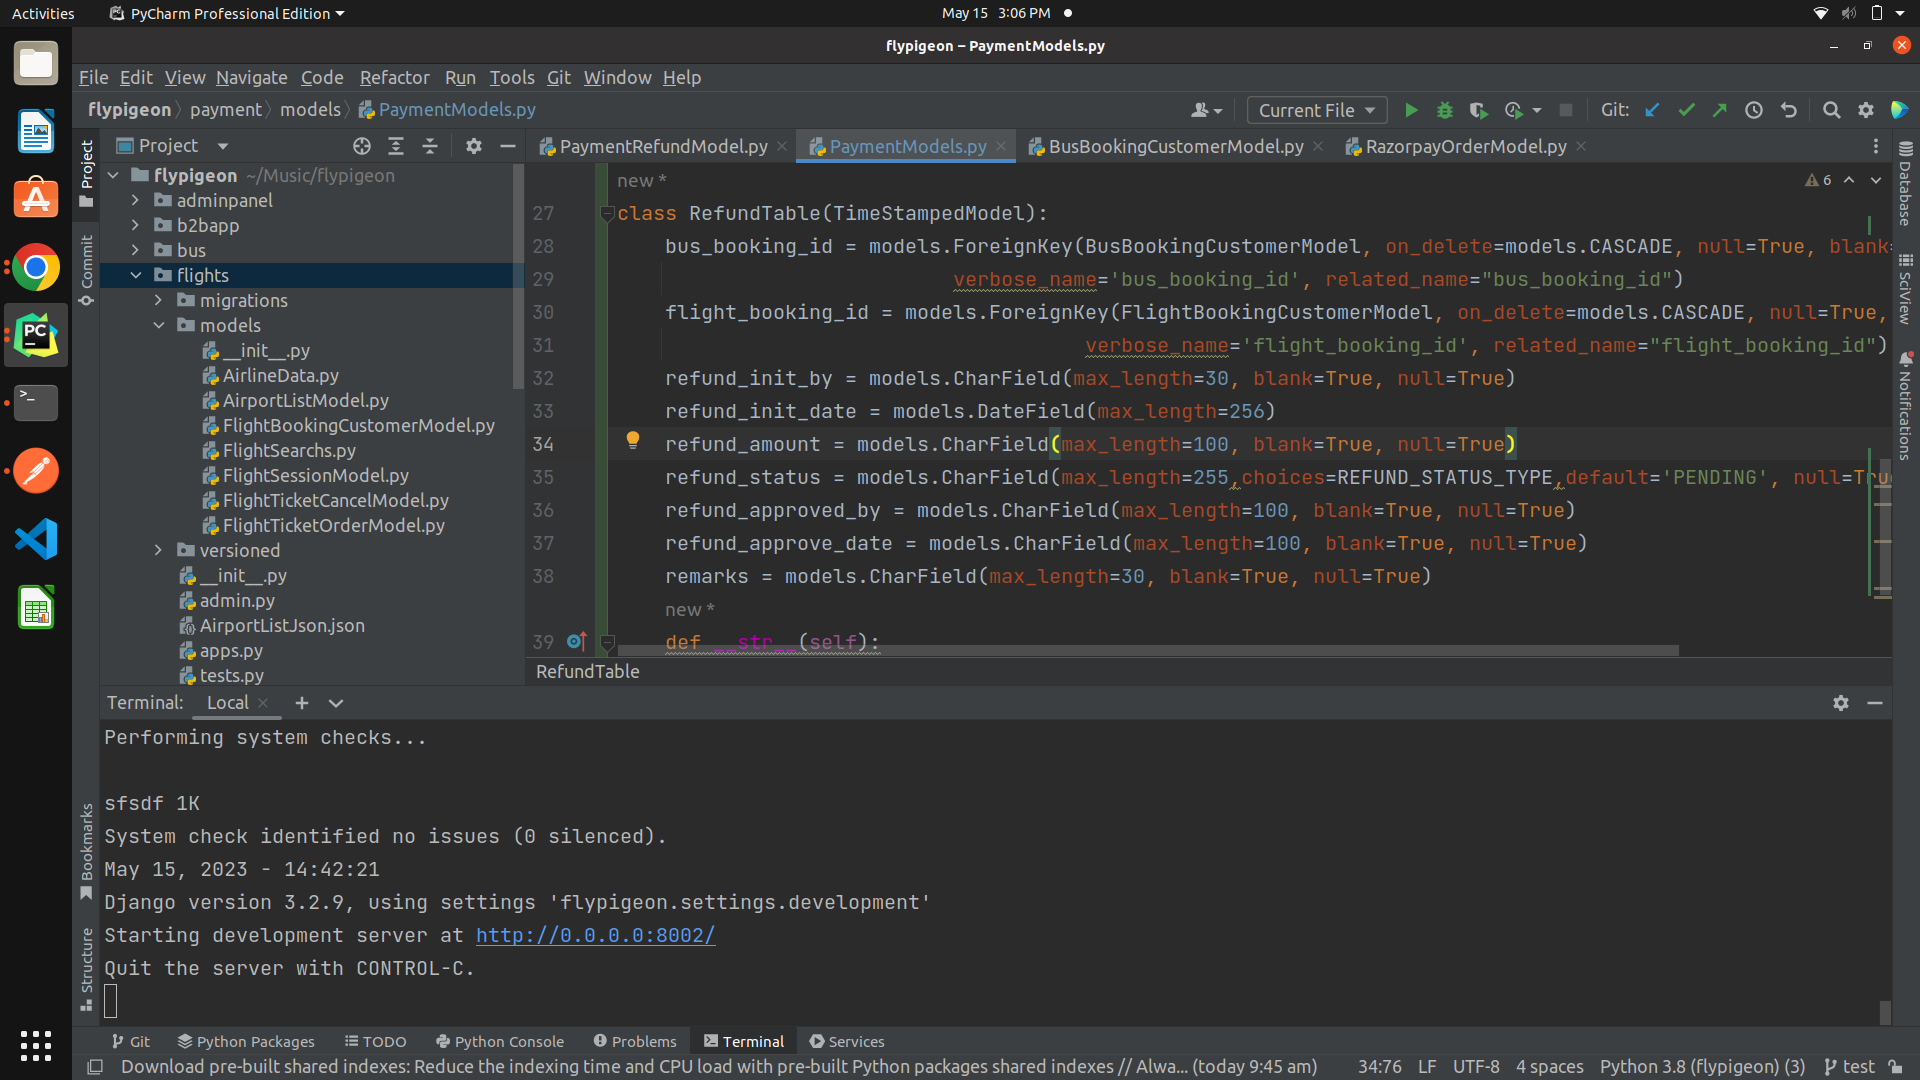 Activities PyCharm Professional Edition May 15 3:06 PM
flypigeon – PaymentModels.py
File Edit View Navigate Code Refactor Run Tools Git Window Help
flypigeon payment models PaymentModels.py Current File Git:
Project PaymentRefundModel.py PaymentModels.py BusBookingCustomerModel.py RazorpayOrderModel.py
Project
Commit
Bookmarks
Structure
flypigeon ~/Music/flypigeon
adminpanel
b2bapp
bus
flights
migrations
models
__init__.py
AirlineData.py
AirportListModel.py
FlightBookingCustomerModel.py
FlightSearchs.py
FlightSessionModel.py
FlightTicketCancelModel.py
FlightTicketOrderModel.py
versioned
__init__.py
admin.py
AirportListJson.json
apps.py
tests.py
new * 6
27 class RefundTable(TimeStampedModel):
28 bus_booking_id = models.ForeignKey(BusBookingCustomerModel, on_delete=models.CASCADE, null=True, blank=
29 verbose_name='bus_booking_id', related_name="bus_booking_id")
30 flight_booking_id = models.ForeignKey(FlightBookingCustomerModel, on_delete=models.CASCADE, null=True,
31 verbose_name='flight_booking_id', related_name="flight_booking_id")
32 refund_init_by = models.CharField(max_length=30, blank=True, null=True)
33 refund_init_date = models.DateField(max_length=256)
34 refund_amount = models.CharField(max_length=100, blank=True, null=True)
35 refund_status = models.CharField(max_length=255,choices=REFUND_STATUS_TYPE,default='PENDING', null=Tru
36 refund_approved_by = models.CharField(max_length=100, blank=True, null=True)
37 refund_approve_date = models.CharField(max_length=100, blank=True, null=True)
38 remarks = models.CharField(max_length=30, blank=True, null=True)
new *
39 def __str__(self):
RefundTable
Database
SciView
Notifications
Terminal: Local
Performing system checks...
sfsdf 1K
System check identified no issues (0 silenced).
May 15, 2023 - 14:42:21
Django version 3.2.9, using settings 'flypigeon.settings.development'
Starting development server at http://0.0.0.0:8002/
Quit the server with CONTROL-C.
Git Python Packages TODO Python Console Problems Terminal Services
Download pre-built shared indexes: Reduce the indexing time and CPU load with pre-built Python packages shared indexes // Alwa... (today 9:45 am) 34:76 LF UTF-8 4 spaces Python 3.8 (flypigeon) (3) test